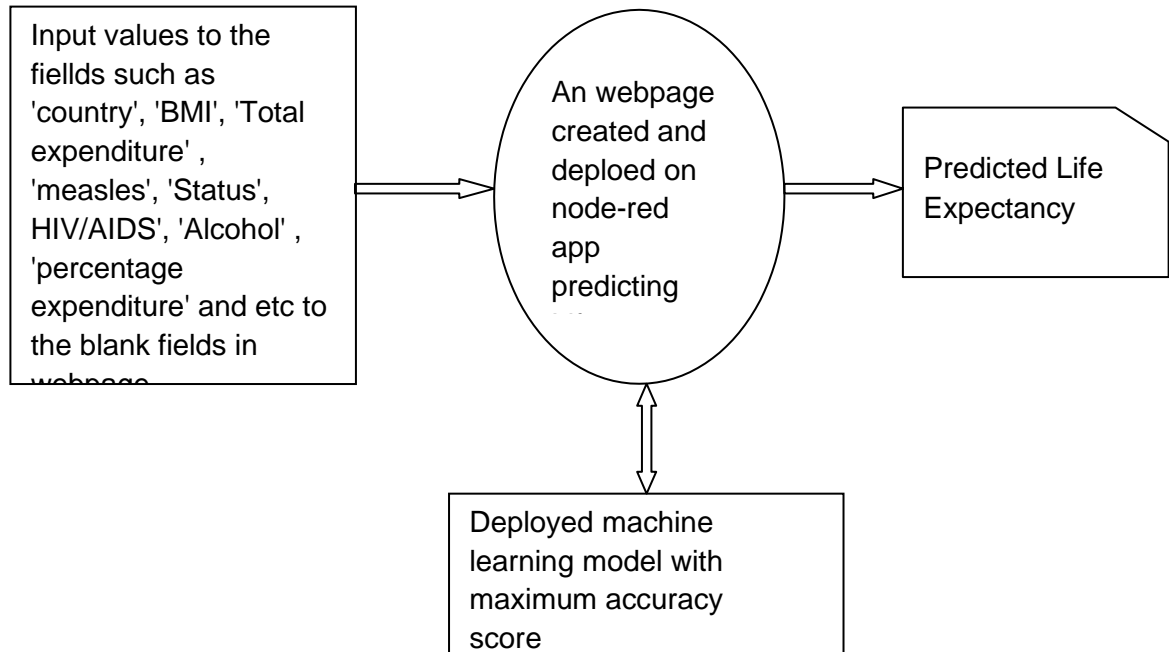 Input values to the
fiellds such as
'country', 'BMI', 'Total
expenditure' ,
'measles', 'Status',
HIV/AIDS', 'Alcohol' ,
'percentage
expenditure' and etc to
the blank fields in
webpage
An webpage
created and
deploed on
node-red
app
predicting
Predicted Life
Expectancy
Deployed machine
learning model with
maximum accuracy
score